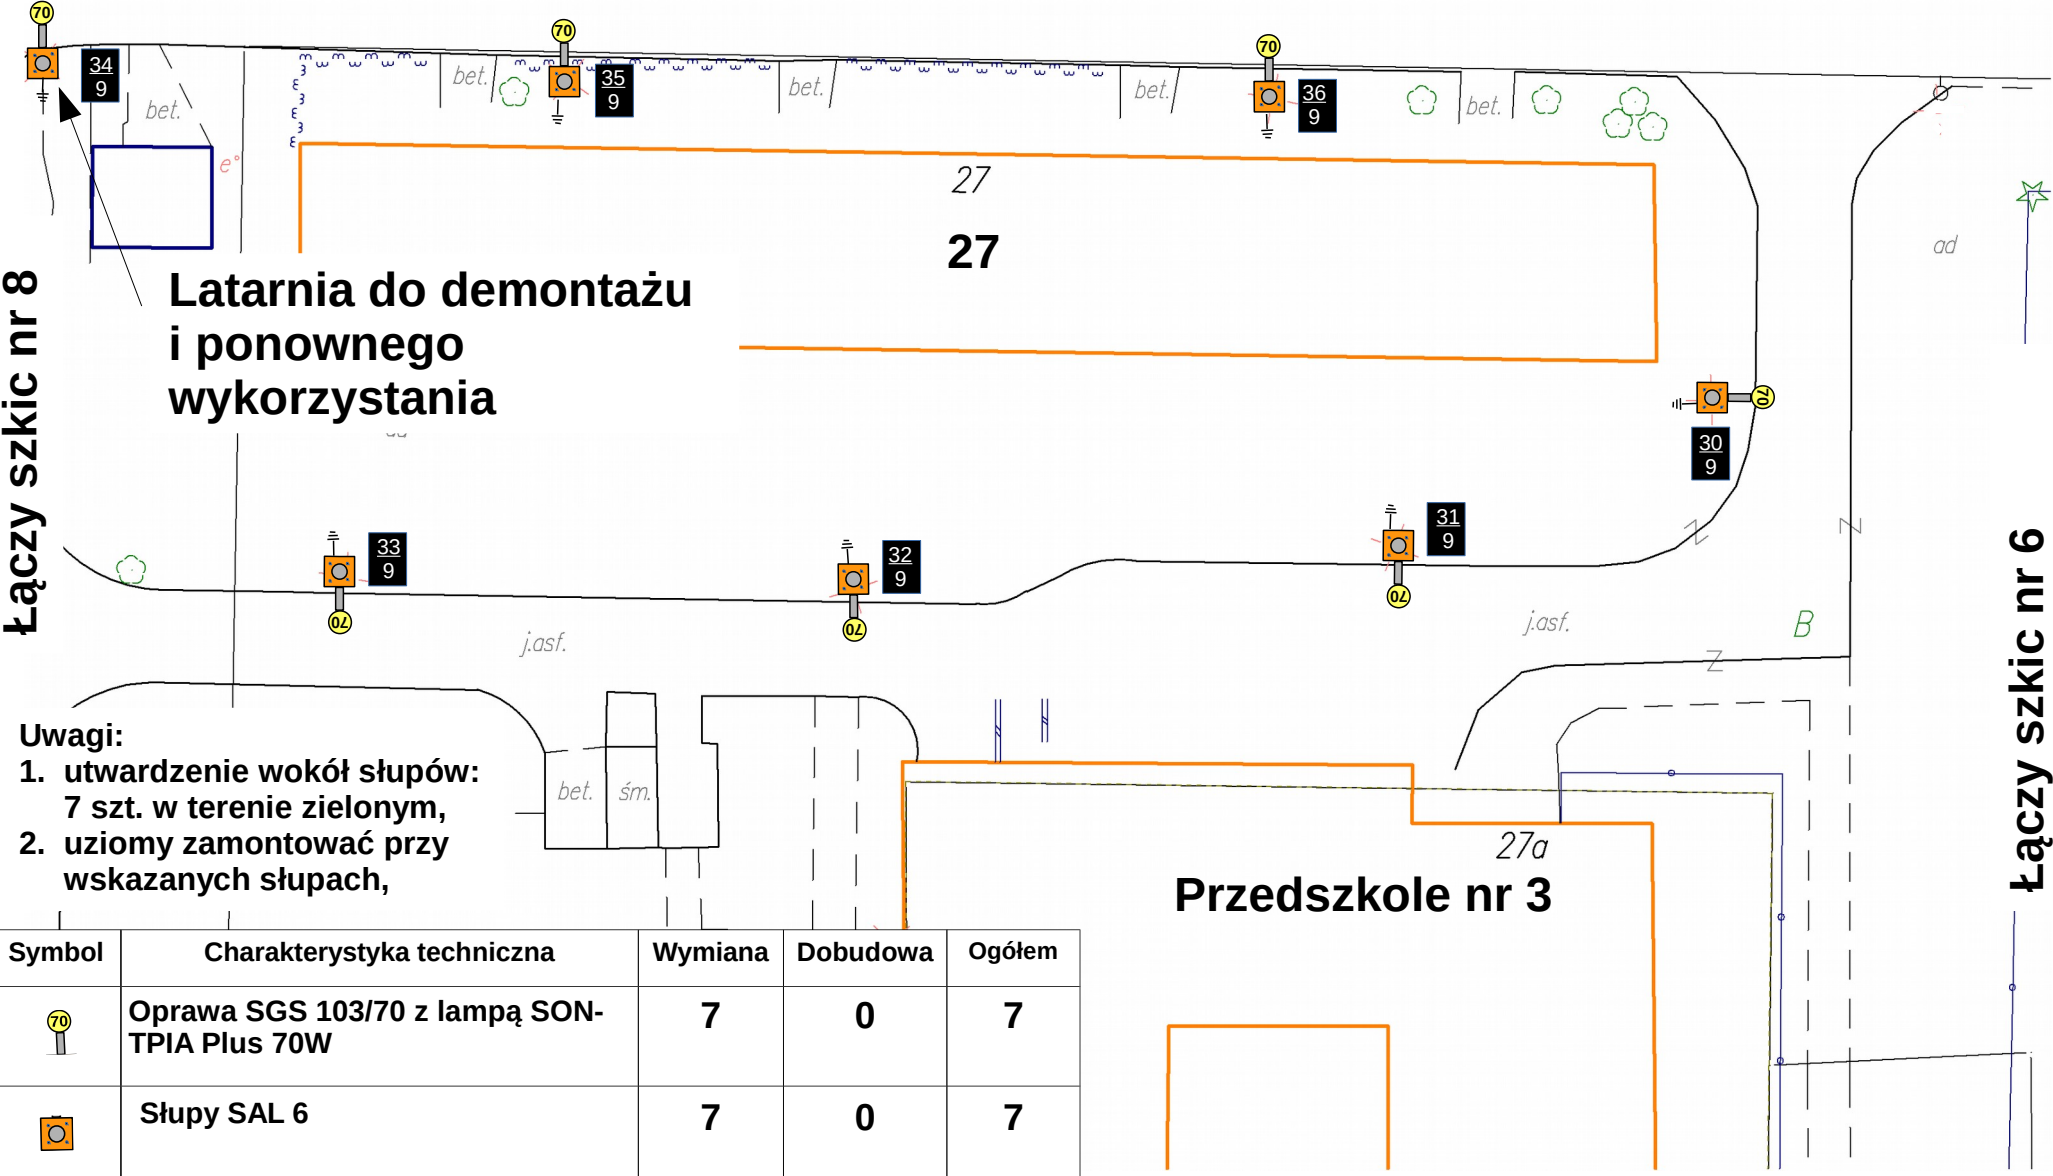 70
70
70
34
9
35
9
36
9
bet.
bet.
bet.
bet.
bet.
e°
27
27
ad
Łączy szkic nr 8
Latarnia do demontażu
i ponownego
wykorzystania
70
30
9
31
9
33
9
32
9
70
70
70
j.asf.
j.asf.
B
Łączy szkic nr 6
Uwagi:
1. utwardzenie wokół słupów:
7 szt. w terenie zielonym,
2. uziomy zamontować przy
wskazanych słupach,
bet.
śm.
27a
Przedszkole nr 3
Symbol Charakterystyka techniczna Wymiana Dobudowa Ogółem
70 Oprawa SGS 103/70 z lampą SON-
TPIA Plus 70W 7 0 7
Słupy SAL 6 7 0 7